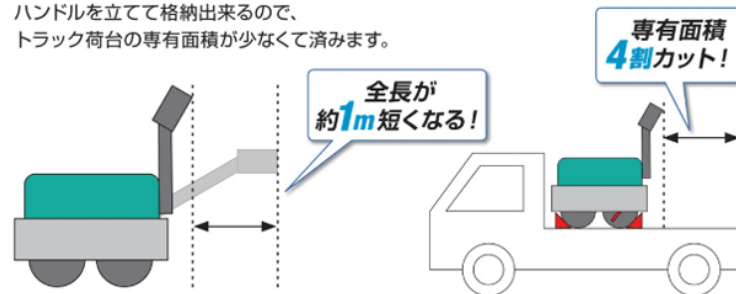 ハンドルを立てて格納出来るので、
トラック荷台の専有面積が少なくて済みます。
全長が
約1m短くなる！
専有面積
4割カット！